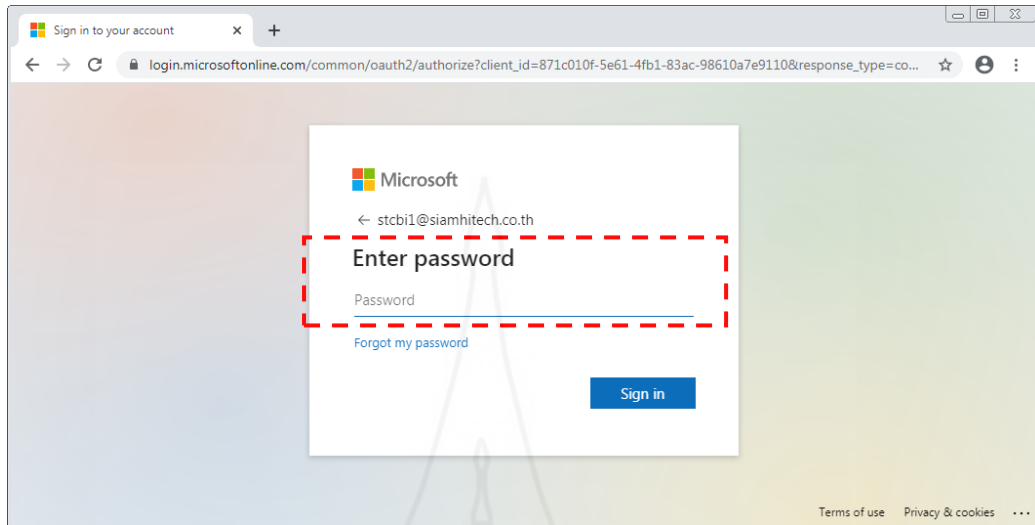 Sign in to your account
login.microsoftonline.com/common/oauth2/authorize?client_id=871c010f-5e61-4fb1-83ac-98610a7e9110&response_type=co...
Microsoft
← stcbi1@siamhitech.co.th
Enter password
Password
Forgot my password
Sign in
Terms of use Privacy & cookies ...